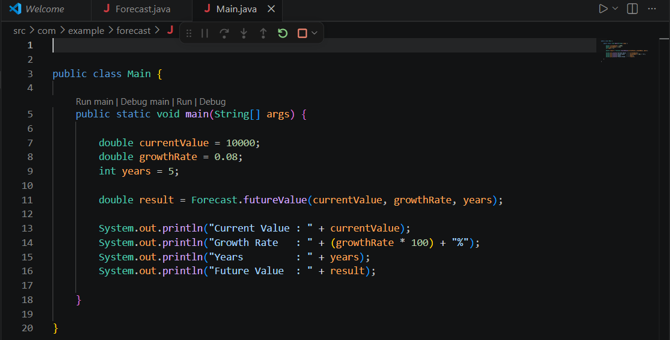 Welcome
Forecast.java
Main.java
src > com > example > forecast >
1
2
3 public class Main {
4
Run main | Debug main | Run | Debug
5 public static void main(String[] args) {
6
7 double currentValue = 10000;
8 double growthRate = 0.08;
9 int years = 5;
10
11 double result = Forecast.futureValue(currentValue, growthRate, years);
12
13 System.out.println("Current Value : " + currentValue);
14 System.out.println("Growth Rate   : " + (growthRate * 100) + "%");
15 System.out.println("Years         : " + years);
16 System.out.println("Future Value  : " + result);
17
18 }
19
20 }